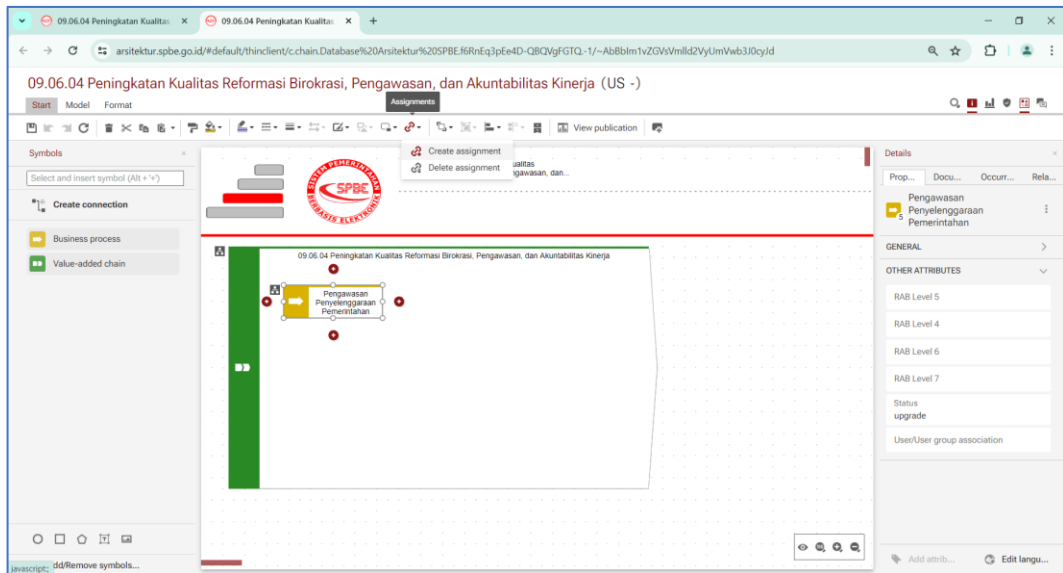 09.06.04 Peningkatan Kualitas
09.06.04 Peningkatan Kualitas
arsitektur.spbe.go.id/#default/thinclient/c.chain.Database%20Arsitektur%20SPBE.f6RnEq3pEe4D-QBQVgFGTQ.-1/~AbBbIm1vZGVsVmlld2VyUmVwb3J0cyJd
09.06.04 Peningkatan Kualitas Reformasi Birokrasi, Pengawasan, dan Akuntabilitas Kinerja (US -)
Start Model Format
Assignments
View publication
Create assignment
Delete assignment
Symbols
Select and insert symbol (Alt + '+')
Create connection
Business process
Value-added chain
SISTEM PEMERINTAHAN
SPBE
BERBASIS ELEKTRONIK
ualitas
ngawasan, dan...
09.06.04 Peningkatan Kualitas Reformasi Birokrasi, Pengawasan, dan Akuntabilitas Kinerja
Pengawasan
Penyelenggaraan
Pemerintahan
Details
Prop... Docu... Occurr... Rela...
Pengawasan
Penyelenggaraan
Pemerintahan
5
GENERAL
OTHER ATTRIBUTES
RAB Level 5
RAB Level 4
RAB Level 6
RAB Level 7
Status
upgrade
User/User group association
Add attrib... Edit langu...
javascript:; dd/Remove symbols...